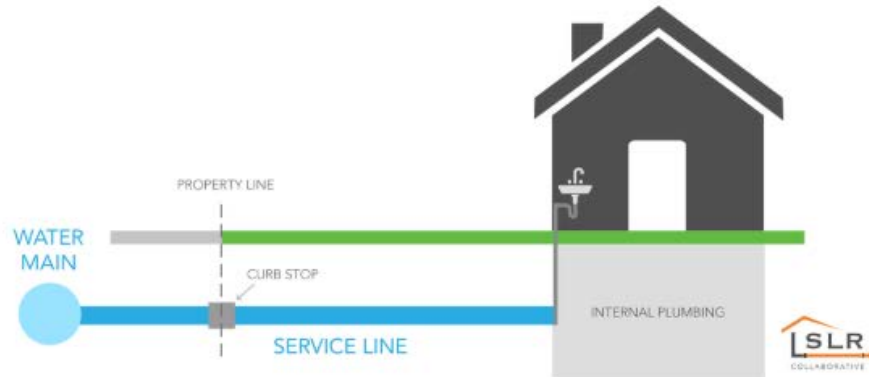 PROPERTY LINE
WATER
MAIN
CURB STOP
SERVICE LINE
INTERNAL PLUMBING
LSLR
COLLABORATIVE